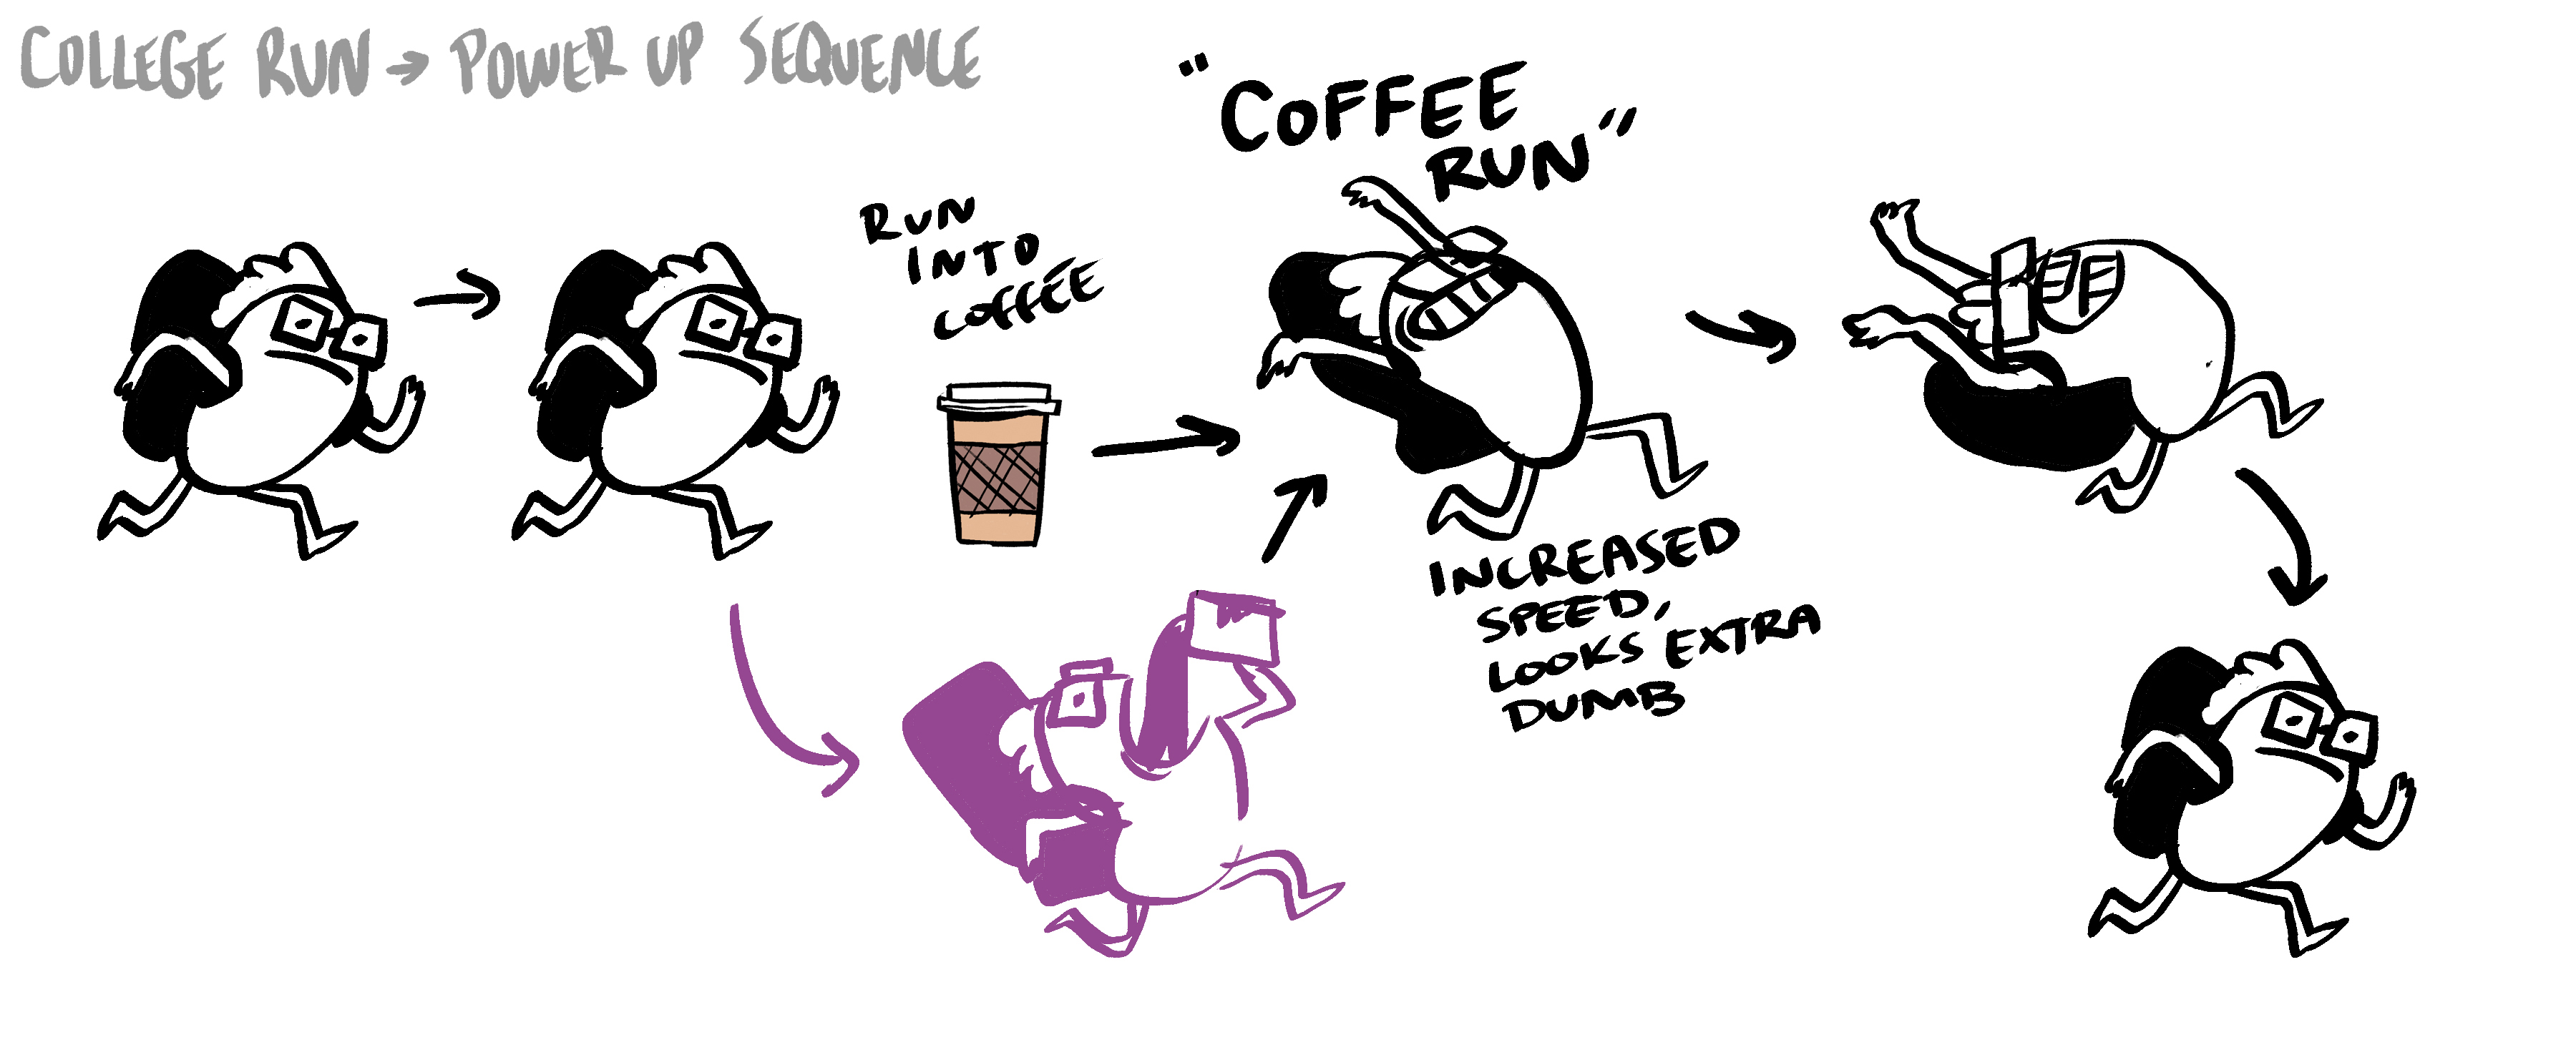 COLLEGE RUN → POWER UP SEQUENCE
"COFFEE
RUN"
RUN
INTO
COFFEE
INCREASED
SPEED,
LOOKS EXTRA
DUMB